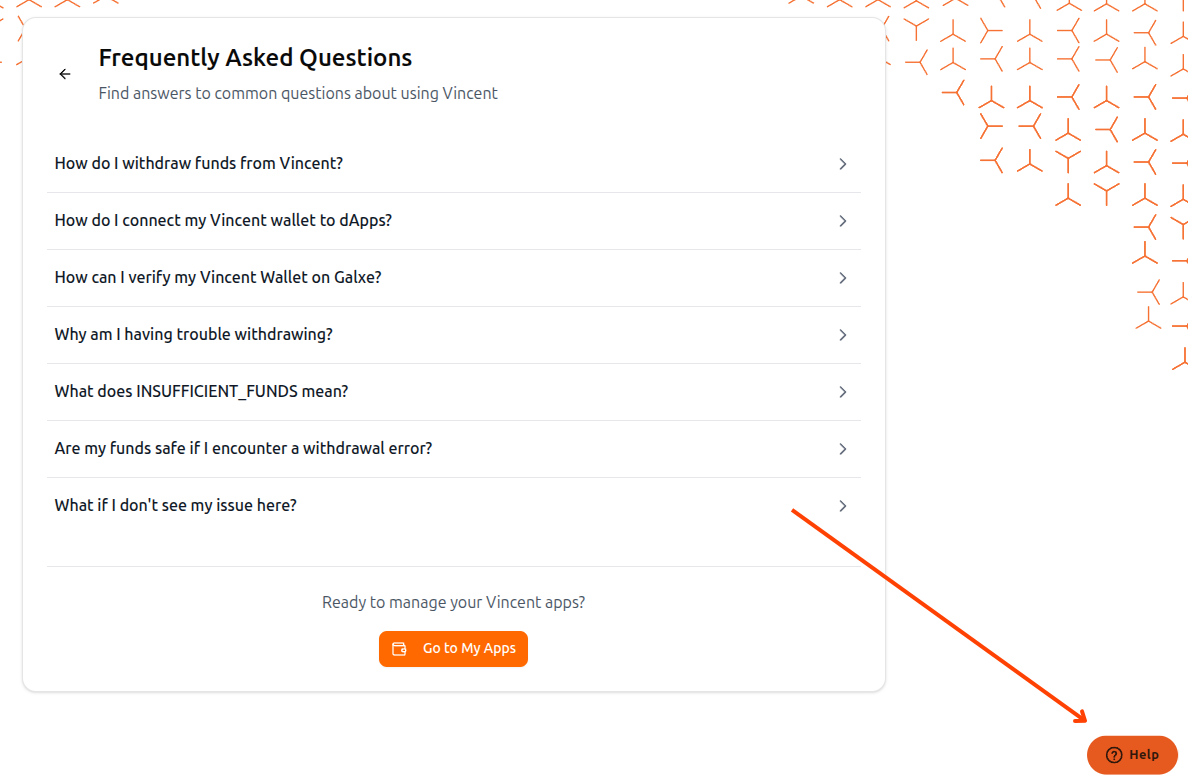 Frequently Asked Questions
Find answers to common questions about using Vincent
How do I withdraw funds from Vincent?
How do I connect my Vincent wallet to dApps?
How can I verify my Vincent Wallet on Galxe?
Why am I having trouble withdrawing?
What does INSUFFICIENT_FUNDS mean?
Are my funds safe if I encounter a withdrawal error?
What if I don't see my issue here?
Ready to manage your Vincent apps?
Go to My Apps
Help